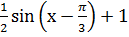 1/2 sin (x − π/3) + 1